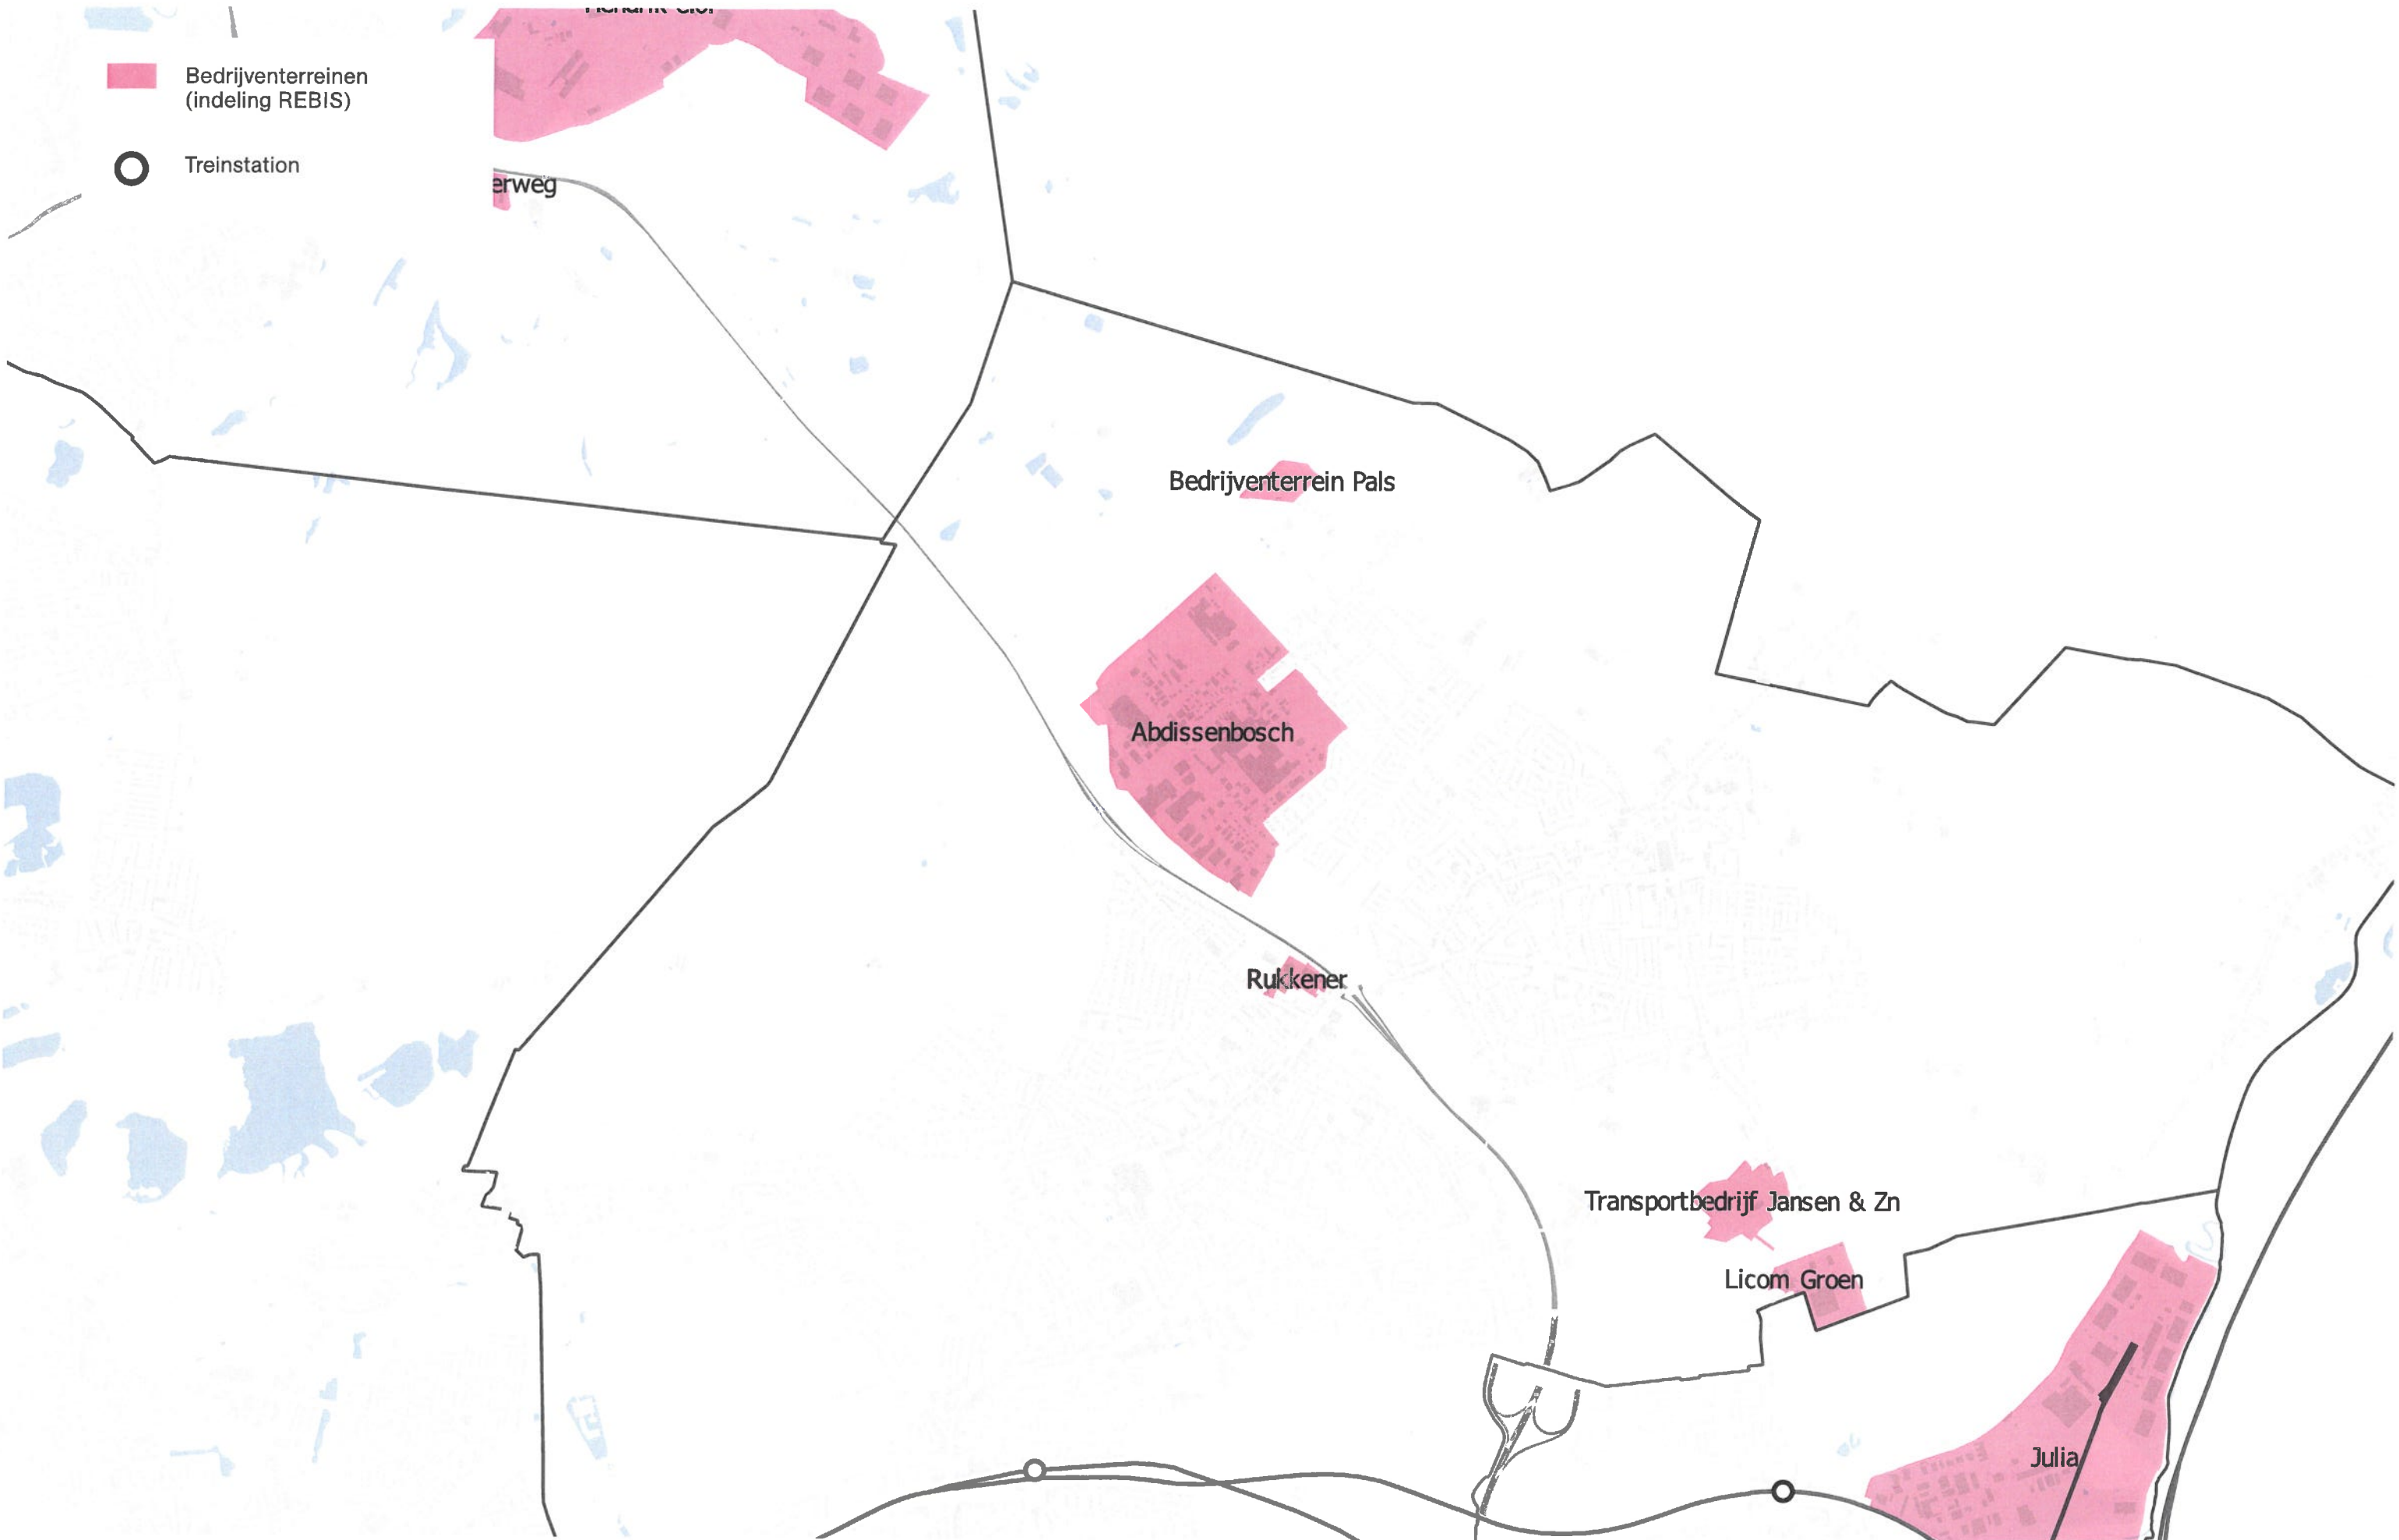 Bedrijventerreinen
(indeling REBIS)
Treinstation
erweg
Bedrijventerrein Pals
Abdissenbosch
Rukkener
Transportbedrijf Jansen & Zn
Licom Groen
Julia